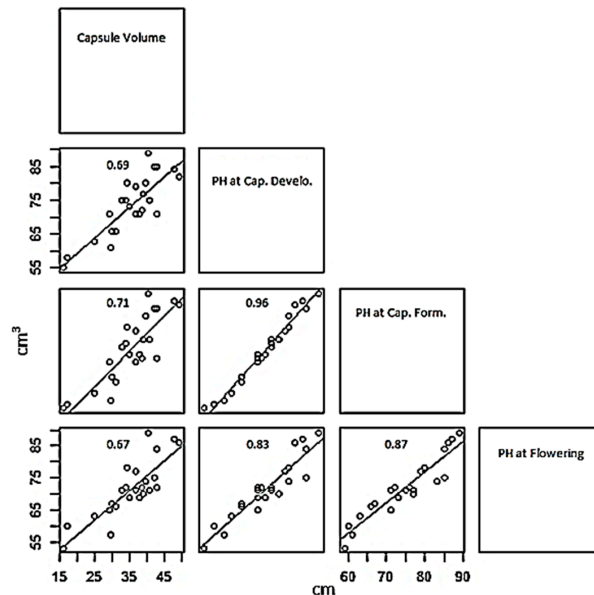 Capsule Volume
85
75
65
55
0.69
PH at Cap. Develo.
cm³
0.71
0.96
PH at Cap. Form.
85
75
65
55
0.67
0.83
0.87
PH at Flowering
15 25 35 45
60 70 80 90
cm